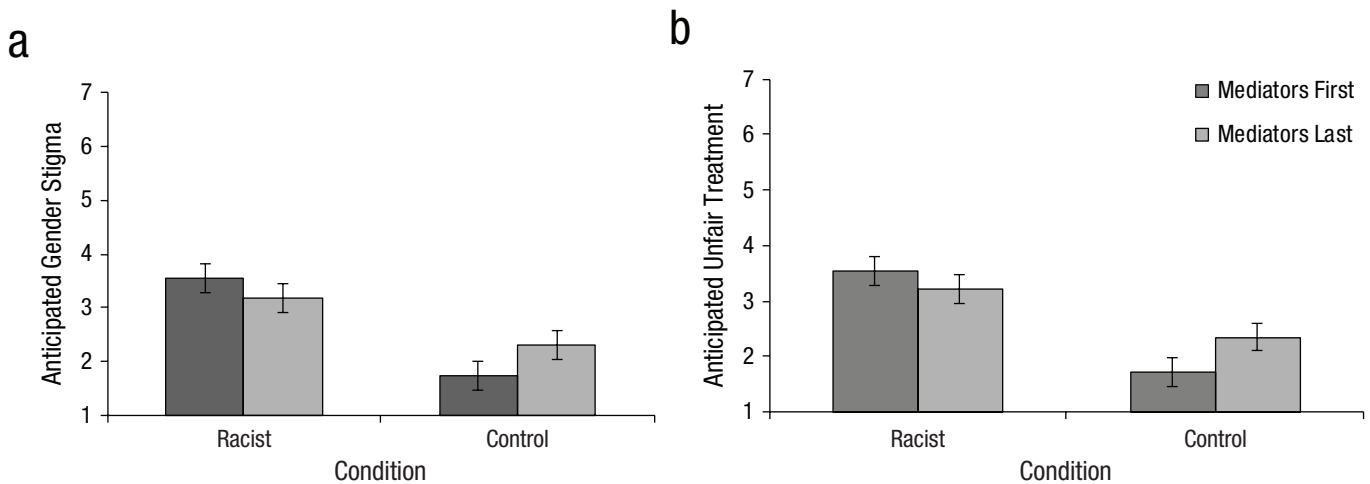 a
Anticipated Gender Stigma
7
6
5
4
3
2
1
Racist
Control
Condition
b
Anticipated Unfair Treatment
7
6
5
4
3
2
1
Racist
Control
Condition
Mediators First
Mediators Last